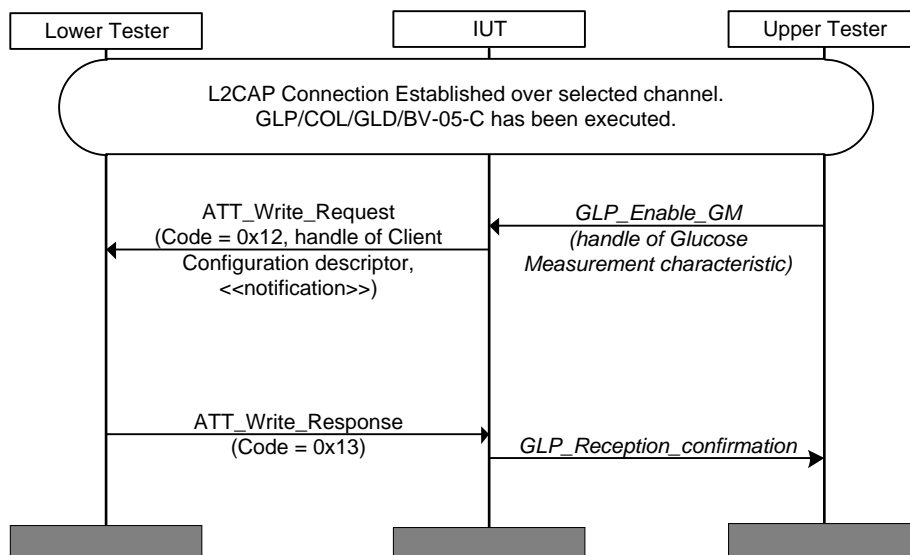 Lower Tester
IUT
Upper Tester
L2CAP Connection Established over selected channel.
GLP/COL/GLD/BV-05-C has been executed.
ATT_Write_Request
(Code = 0x12, handle of Client
Configuration descriptor,
<<notification>>)
GLP_Enable_GM
(handle of Glucose
Measurement characteristic)
ATT_Write_Response
(Code = 0x13)
GLP_Reception_confirmation